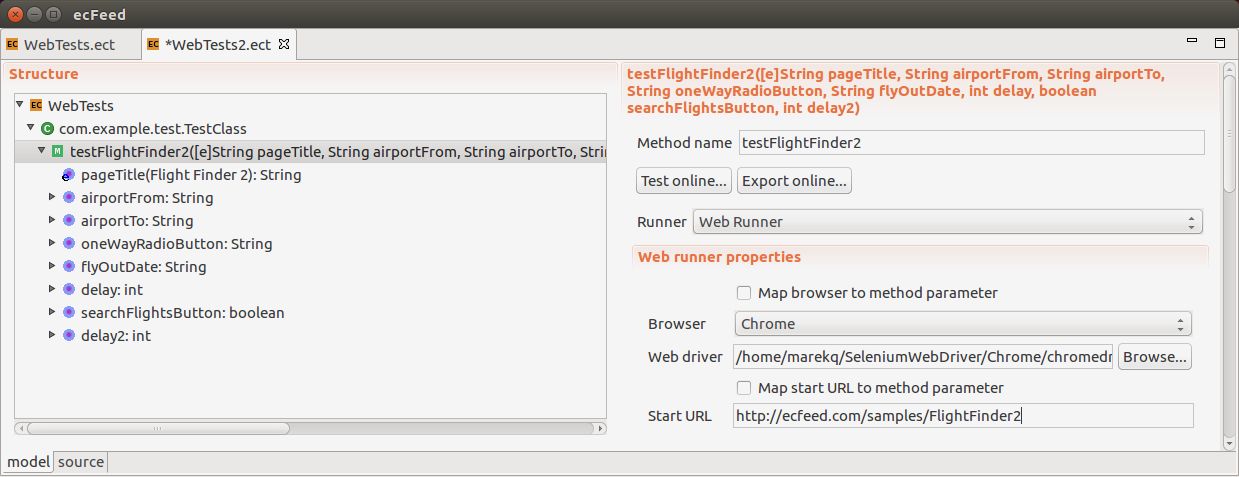 ecFeed
EC WebTests.ect
EC *WebTests2.ect
Structure
EC WebTests
C com.example.test.TestClass
M testFlightFinder2([e]String pageTitle, String airportFrom, String airportTo, Stri
e pageTitle(Flight Finder 2): String
airportFrom: String
airportTo: String
oneWayRadioButton: String
flyOutDate: String
delay: int
searchFlightsButton: boolean
delay2: int
model source
testFlightFinder2([e]String pageTitle, String airportFrom, String airportTo,
String oneWayRadioButton, String flyOutDate, int delay, boolean
searchFlightsButton, int delay2)
Method name testFlightFinder2
Test online... Export online...
Runner Web Runner
Web runner properties
Map browser to method parameter
Browser Chrome
Web driver /home/marekq/SeleniumWebDriver/Chrome/chromedr Browse...
Map start URL to method parameter
Start URL http://ecfeed.com/samples/FlightFinder2